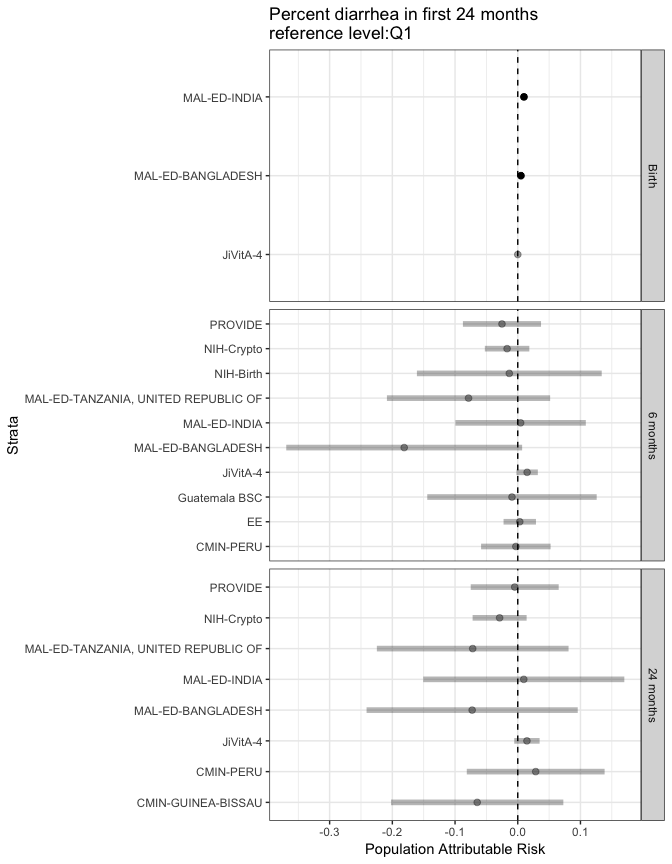 Percent diarrhea in first 24 months
reference level:Q1
Strata
MAL-ED-INDIA
MAL-ED-BANGLADESH
JiVitA-4
Birth
PROVIDE
NIH-Crypto
NIH-Birth
MAL-ED-TANZANIA, UNITED REPUBLIC OF
MAL-ED-INDIA
MAL-ED-BANGLADESH
JiVitA-4
Guatemala BSC
EE
CMIN-PERU
6 months
PROVIDE
NIH-Crypto
MAL-ED-TANZANIA, UNITED REPUBLIC OF
MAL-ED-INDIA
MAL-ED-BANGLADESH
JiVitA-4
CMIN-PERU
CMIN-GUINEA-BISSAU
24 months
-0.3 -0.2 -0.1 0.0 0.1
Population Attributable Risk